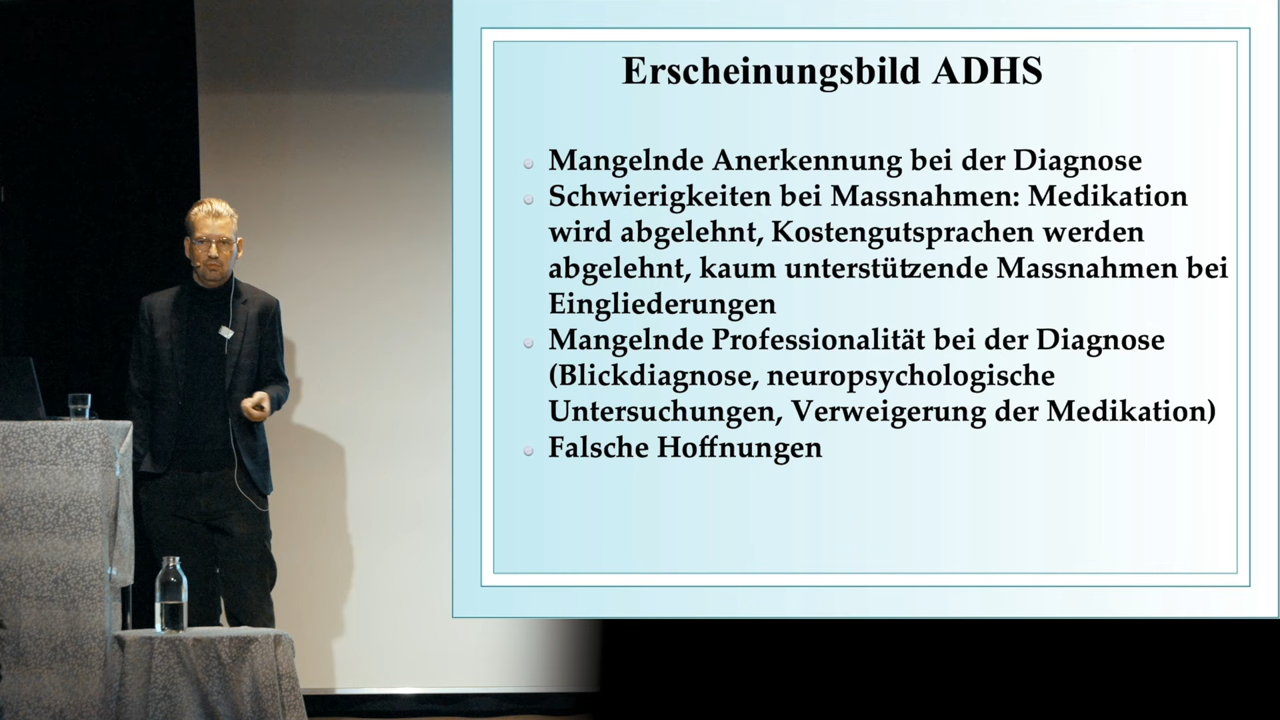 Erscheinungsbild ADHS
Mangelnde Anerkennung bei der Diagnose
Schwierigkeiten bei Massnahmen: Medikation
wird abgelehnt, Kostengutsprachen werden
abgelehnt, kaum unterstützende Massnahmen bei
Eingliederungen
Mangelnde Professionalität bei der Diagnose
(Blickdiagnose, neuropsychologische
Untersuchungen, Verweigerung der Medikation)
Falsche Hoffnungen